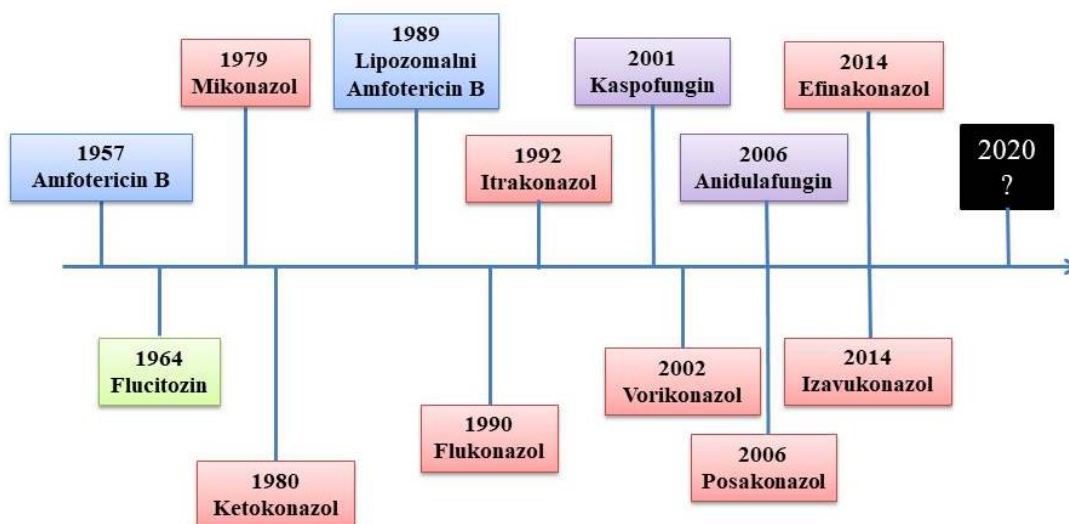 1957
Amfotericin B
1964
Flucitozin
1979
Mikonazol
1980
Ketokonazol
1989
Lipozomalni
Amfotericin B
1990
Flukonazol
1992
Itrakonazol
2001
Kaspofungin
2002
Vorikonazol
2006
Anidulafungin
2006
Posakonazol
2014
Efinakonazol
2014
Izavukonazol
2020
?